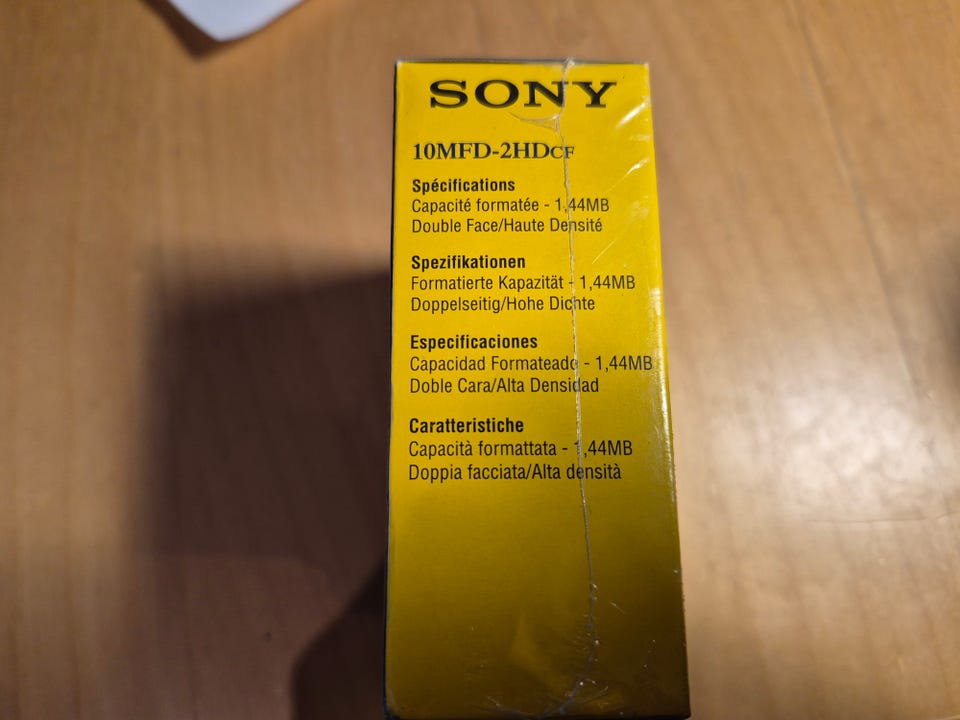 SONY
10MFD-2HDCF
Spécifications
Capacité formatée - 1,44MB
Double Face/Haute Densité
Spezifikationen
Formatierte Kapazität - 1,44MB
Doppelseitig/Hohe Dichte
Especificaciones
Capacidad Formateado - 1,44MB
Doble Cara/Alta Densidad
Caratteristiche
Capacità formattata - 1,44MB
Doppia facciata/Alta densità